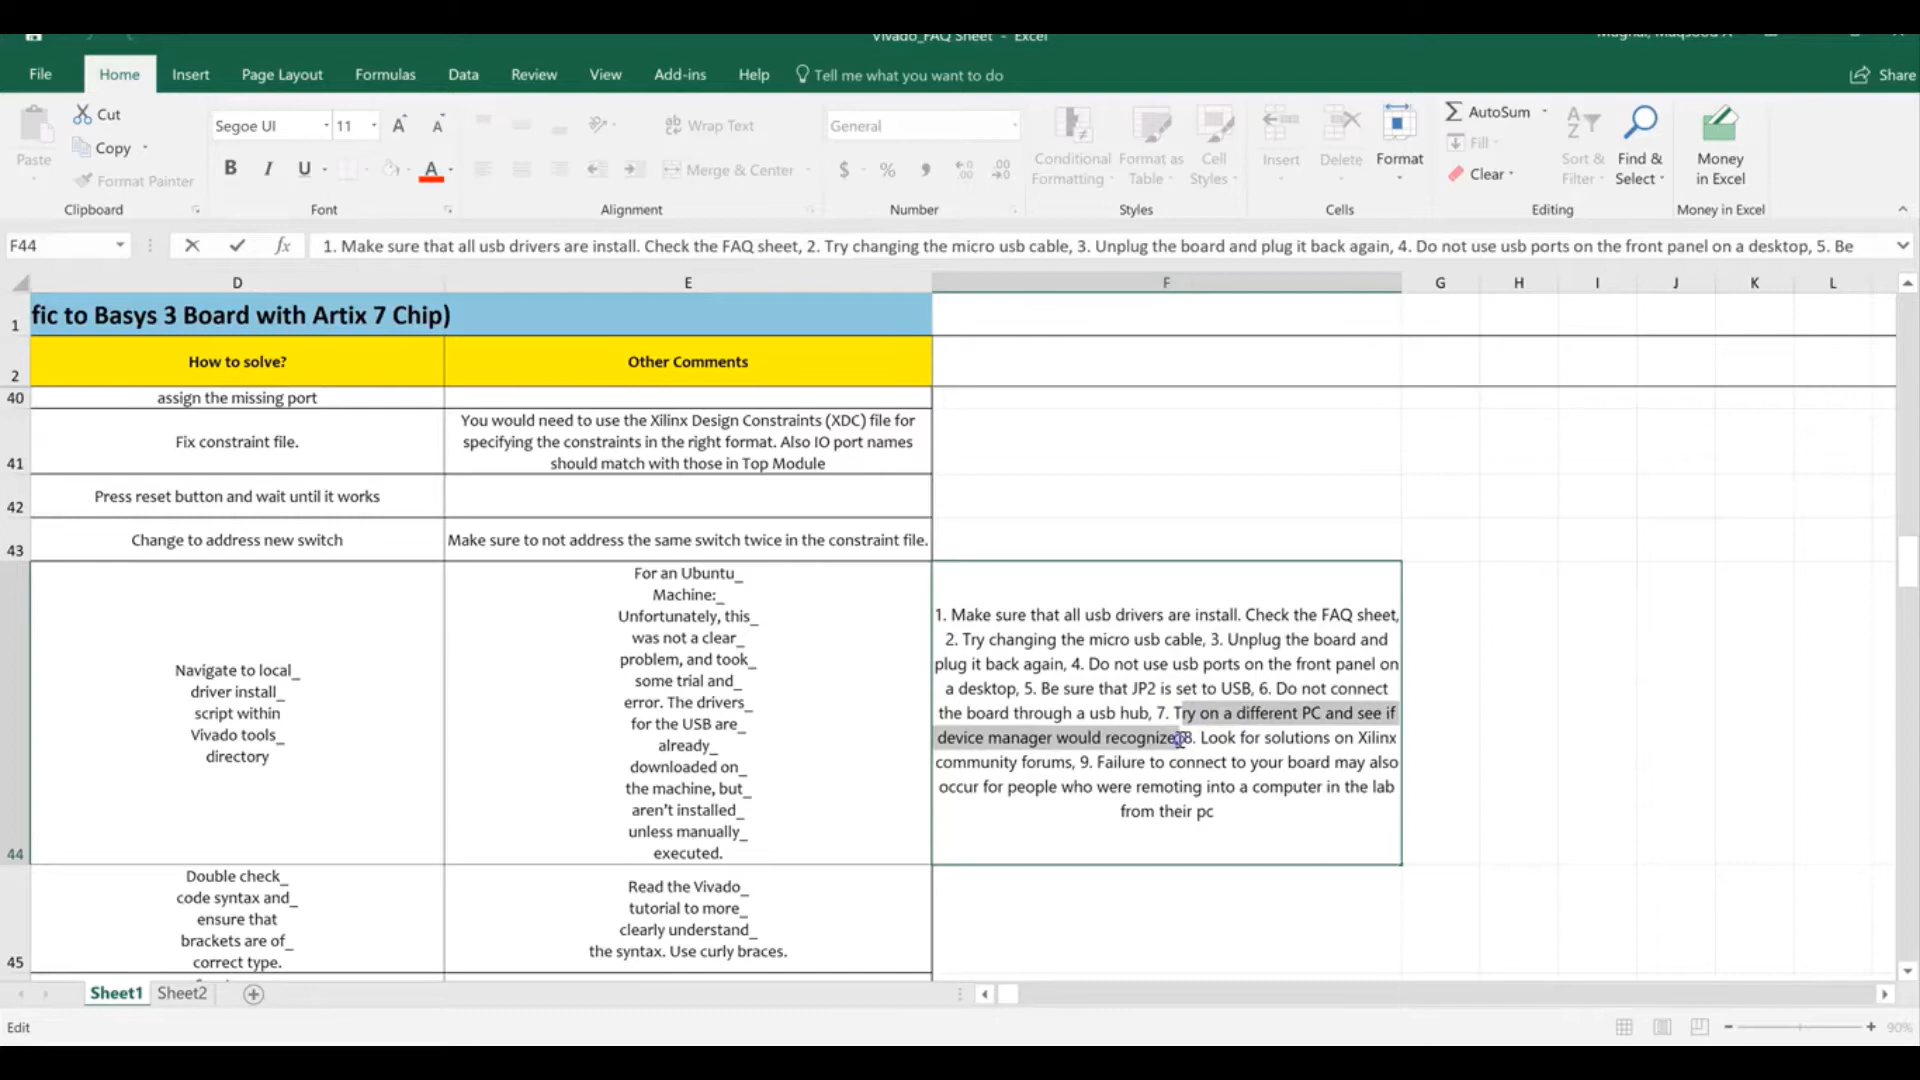 Vivado_FAQ Sheet - Excel
File Home Insert Page Layout Formulas Data Review View Add-ins Help Tell me what you want to do Share
Cut
Copy
Format Painter
Paste
Clipboard
Segoe UI 11 A A
B I U A
Font
ab Wrap Text
Merge & Center
Alignment
General
$ % , .00
Number
Conditional Formatting
Format as Table
Cell Styles
Styles
Insert Delete Format
Cells
Σ AutoSum
Fill
Clear
Sort & Filter
Find & Select
Editing
Money in Excel
Money in Excel
F44 fx 1. Make sure that all usb drivers are install. Check the FAQ sheet, 2. Try changing the micro usb cable, 3. Unplug the board and plug it back again, 4. Do not use usb ports on the front panel on a desktop, 5. Be
D E F G H I J K L
1 fic to Basys 3 Board with Artix 7 Chip)
2 How to solve? Other Comments
40 assign the missing port
41 Fix constraint file.
You would need to use the Xilinx Design Constraints (XDC) file for
specifying the constraints in the right format. Also IO port names
should match with those in Top Module
42 Press reset button and wait until it works
43 Change to address new switch
Make sure to not address the same switch twice in the constraint file.
44
Navigate to local_
driver install_
script within
Vivado tools_
directory
For an Ubuntu_
Machine:_
Unfortunately, this_
was not a clear_
problem, and took_
some trial and_
error. The drivers_
for the USB are_
already_
downloaded on_
the machine, but_
aren't installed_
unless manually_
executed.
1. Make sure that all usb drivers are install. Check the FAQ sheet,
2. Try changing the micro usb cable, 3. Unplug the board and
plug it back again, 4. Do not use usb ports on the front panel on
a desktop, 5. Be sure that JP2 is set to USB, 6. Do not connect
the board through a usb hub, 7. Try on a different PC and see if
device manager would recognize, 8. Look for solutions on Xilinx
community forums, 9. Failure to connect to your board may also
occur for people who were remoting into a computer in the lab
from their pc
45
Double check_
code syntax and_
ensure that
brackets are of_
correct type.
Read the Vivado_
tutorial to more_
clearly understand_
the syntax. Use curly braces.
Sheet1 Sheet2
Edit
90%